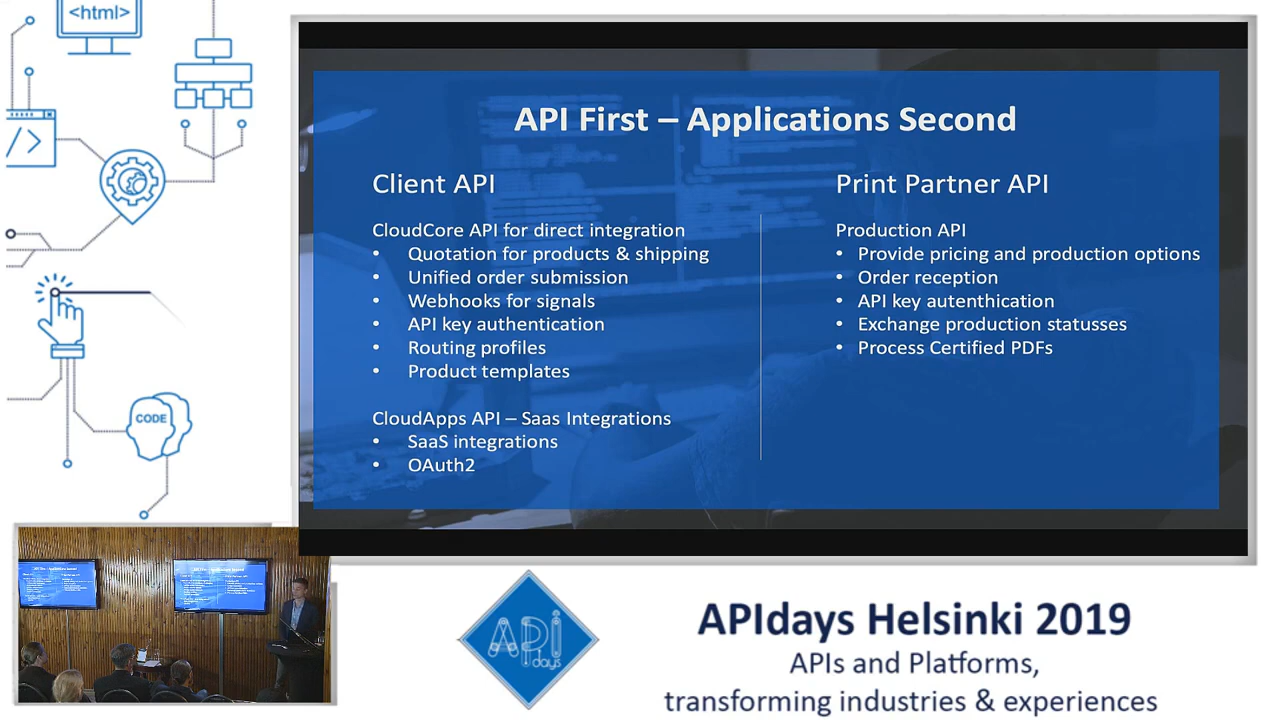 <html>
</>
CODE
API First – Applications Second
Client API
CloudCore API for direct integration
• Quotation for products & shipping
• Unified order submission
• Webhooks for signals
• API key authentication
• Routing profiles
• Product templates
CloudApps API – Saas Integrations
• SaaS integrations
• OAuth2
Print Partner API
Production API
• Provide pricing and production options
• Order reception
• API key autenthication
• Exchange production statusses
• Process Certified PDFs
API
days
APIdays Helsinki 2019
APIs and Platforms,
transforming industries & experiences